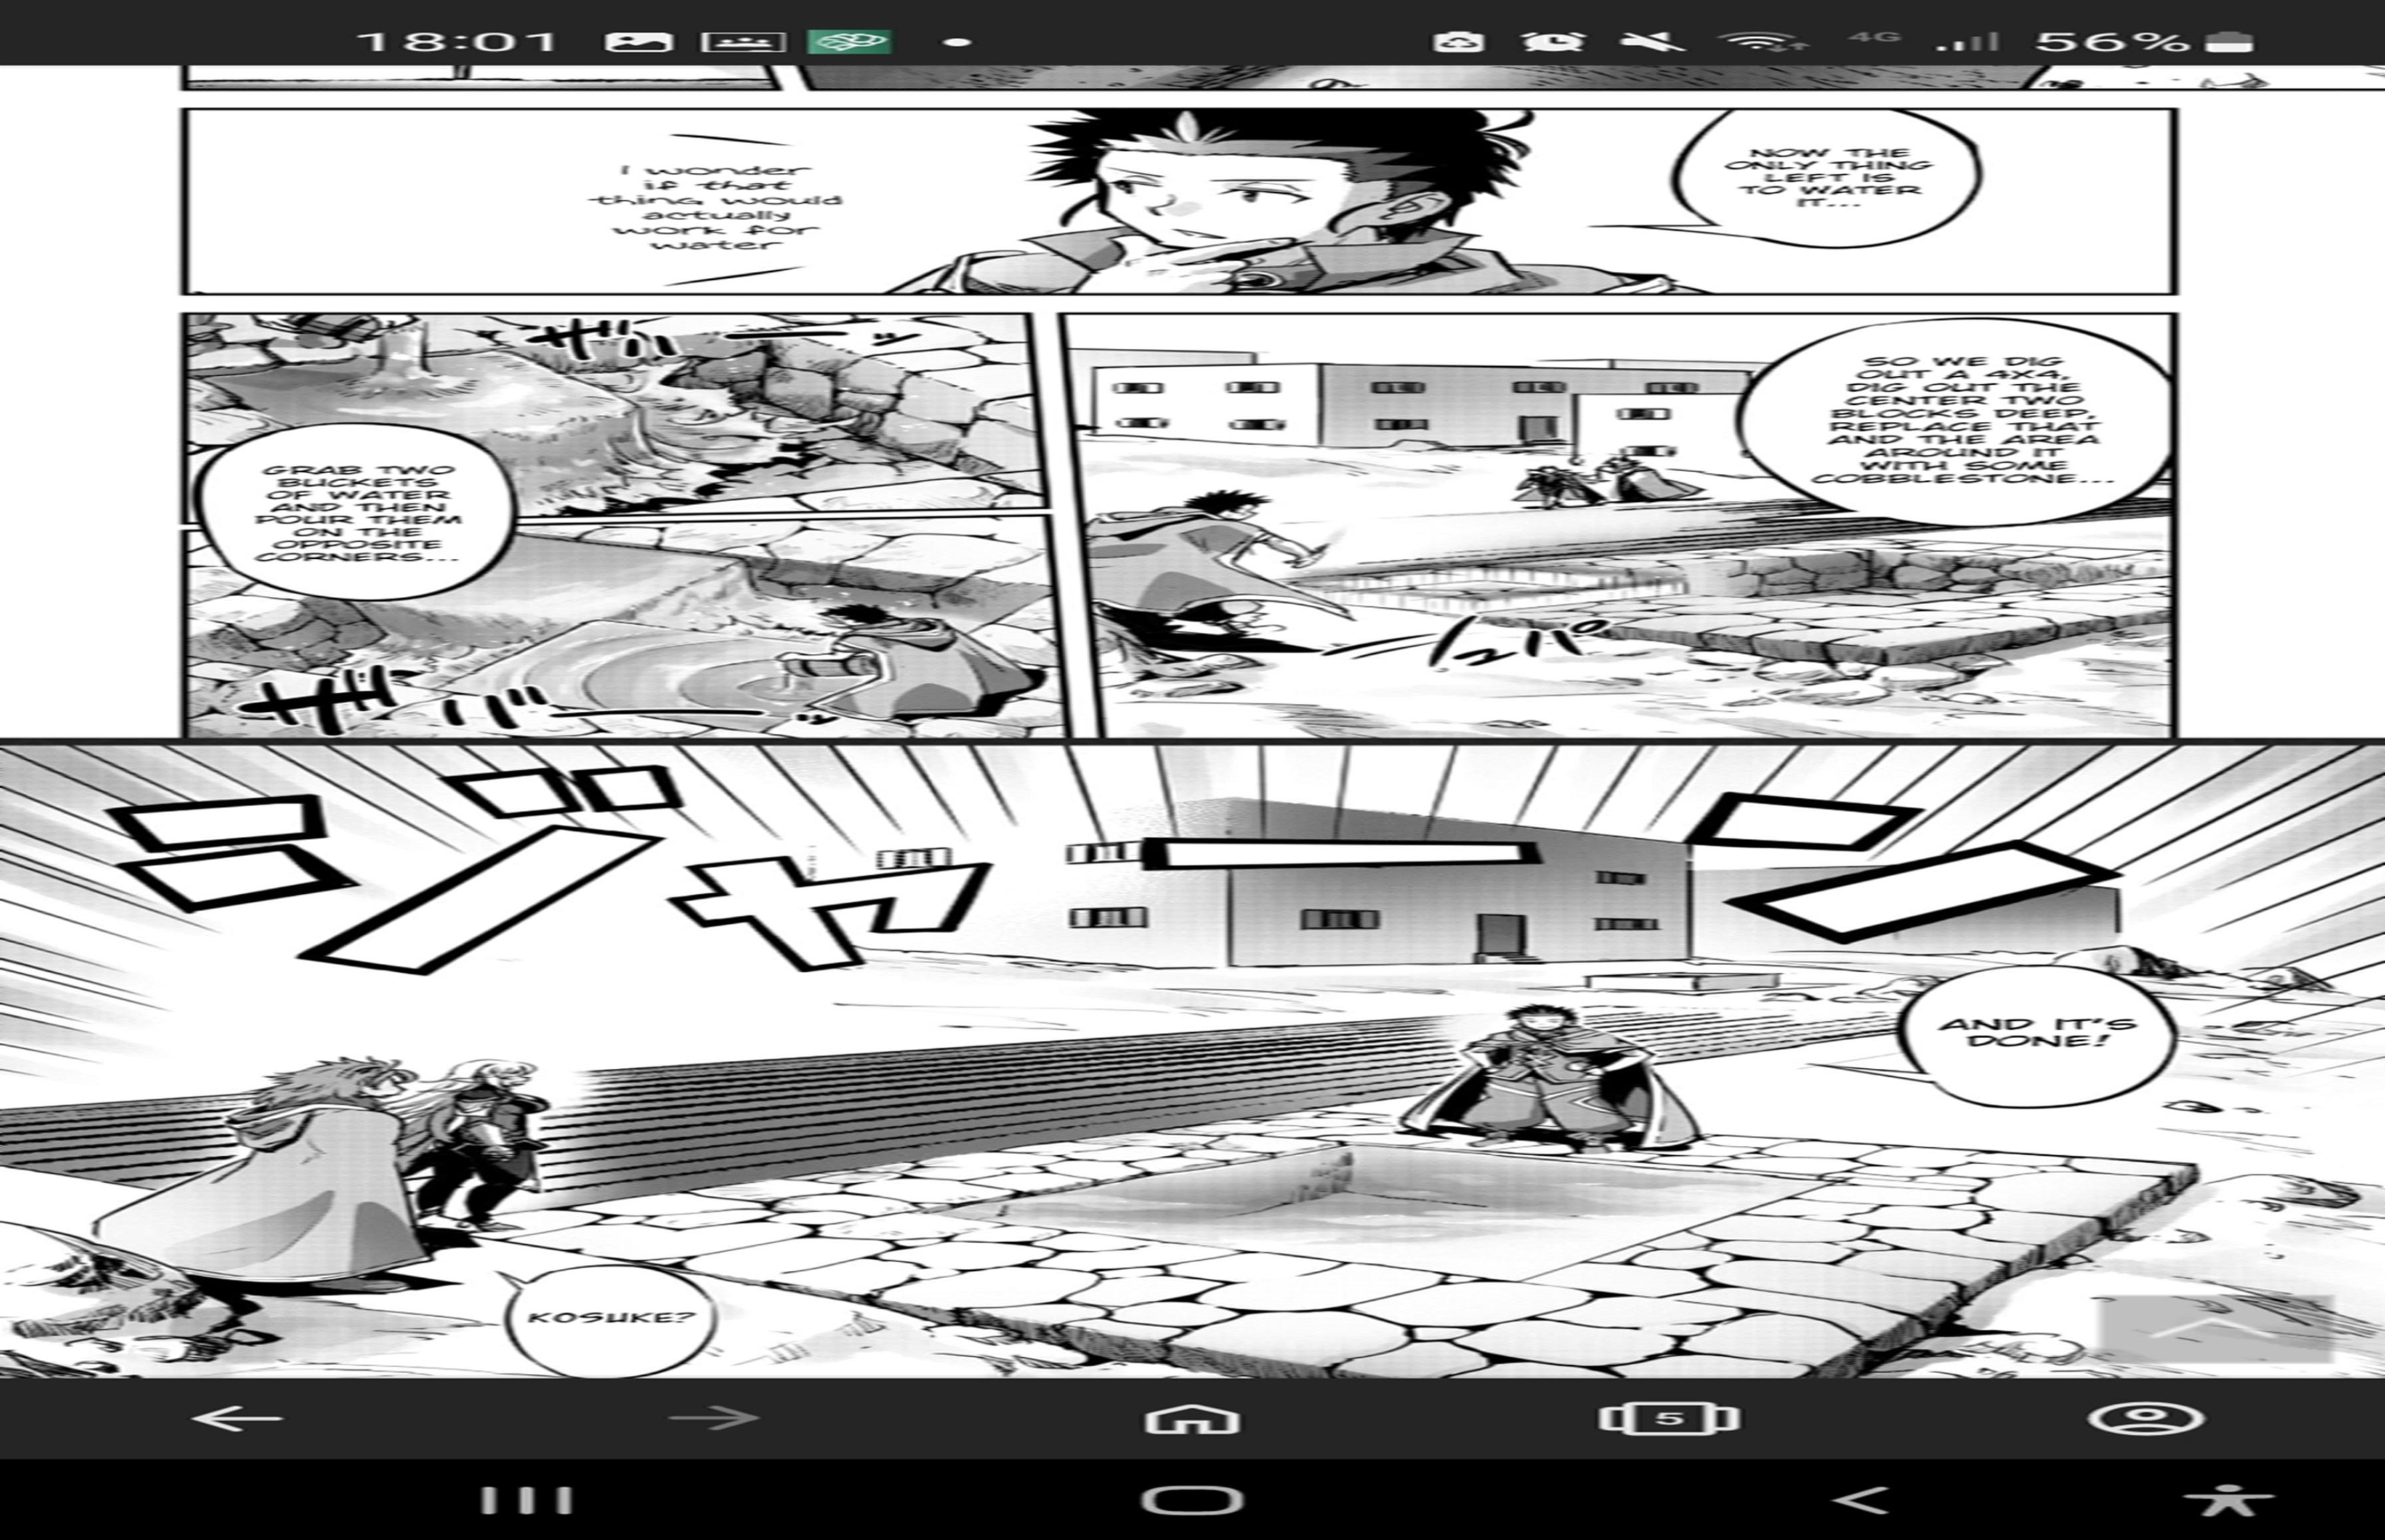 18:01
4G
56%
NOW THE
ONLY THING
LEFT IS
TO WATER
IT...
I wonder
if that
thing would
actually
work for
water
SO WE DIG
OUT A 4X4,
DIG OUT THE
CENTER TWO
BLOCKS DEEP,
REPLACE THAT
AND THE AREA
AROUND IT
WITH SOME
COBBLESTONE...
ザバーッ
GRAB TWO
BUCKETS
OF WATER
AND THEN
POUR THEM
ON THE
OPPOSITE
CORNERS...
ザバーッ
ジャーン
AND IT'S
DONE!
KOSUKE?
5